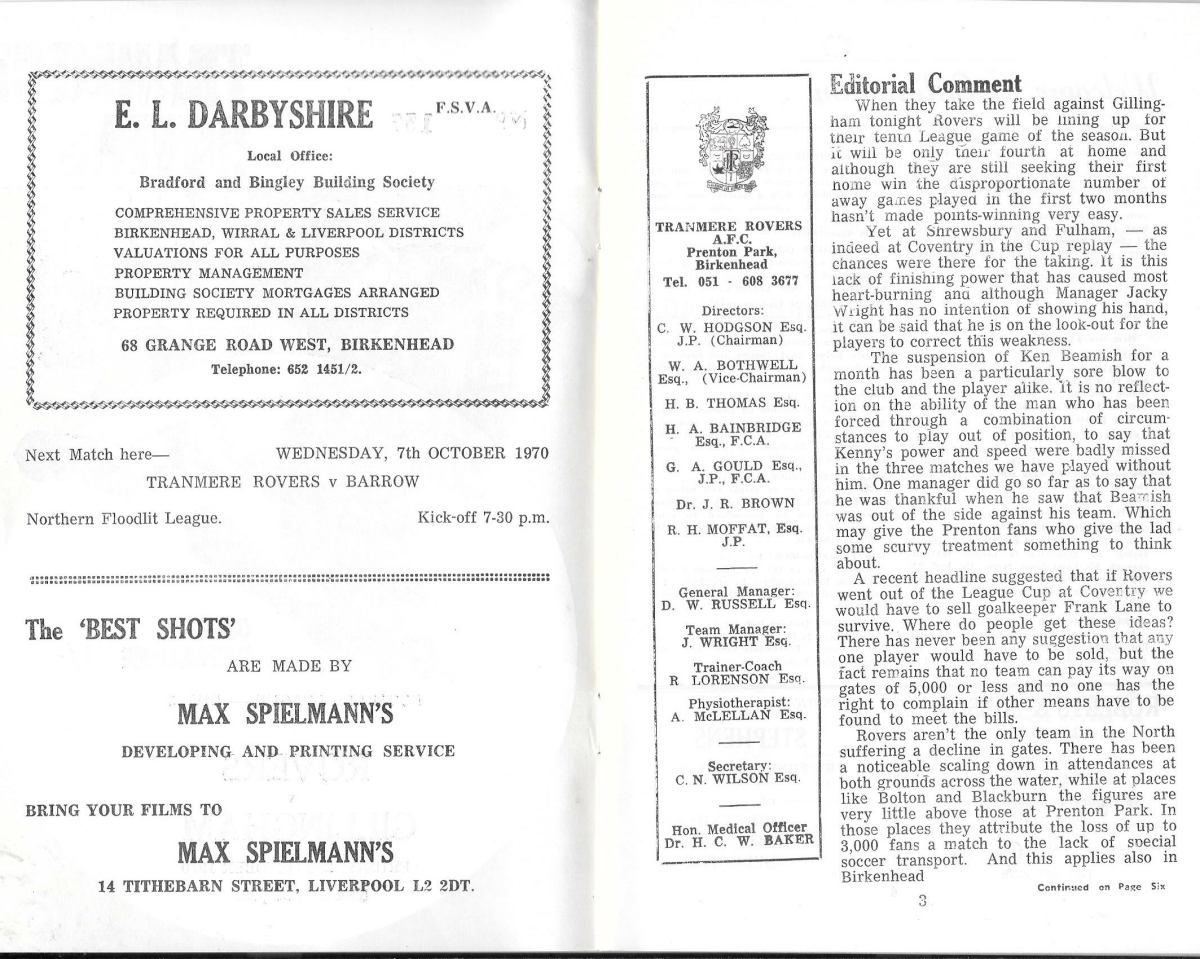 E. L. DARBYSHIRE F.S.V.A.
Local Office:
Bradford and Bingley Building Society
COMPREHENSIVE PROPERTY SALES SERVICE
BIRKENHEAD, WIRRAL & LIVERPOOL DISTRICTS
VALUATIONS FOR ALL PURPOSES
PROPERTY MANAGEMENT
BUILDING SOCIETY MORTGAGES ARRANGED
PROPERTY REQUIRED IN ALL DISTRICTS
68 GRANGE ROAD WEST, BIRKENHEAD
Telephone: 652 1451/2.
Next Match here— WEDNESDAY, 7th OCTOBER 1970
TRANMERE ROVERS v BARROW
Northern Floodlit League. Kick-off 7-30 p.m.
The 'BEST SHOTS'
ARE MADE BY
MAX SPIELMANN'S
DEVELOPING AND PRINTING SERVICE
BRING YOUR FILMS TO
MAX SPIELMANN'S
14 TITHEBARN STREET, LIVERPOOL L2 2DT.
TRANMERE ROVERS
A.F.C.
Prenton Park,
Birkenhead
Tel. 051 - 608 3677
Directors:
C. W. HODGSON Esq.
J.P. (Chairman)
W. A. BOTHWELL
Esq., (Vice-Chairman)
H. B. THOMAS Esq.
H. A. BAINBRIDGE
Esq., F.C.A.
G. A. GOULD Esq.,
J.P., F.C.A.
Dr. J. R. BROWN
R. H. MOFFAT, Esq.
J.P.
General Manager:
D. W. RUSSELL Esq.
Team Manager:
J. WRIGHT Esq.
Trainer-Coach
R LORENSON Esq.
Physiotherapist:
A. McLELLAN Esq.
Secretary:
C. N. WILSON Esq.
Hon. Medical Officer
Dr. H. C. W. BAKER
Editorial Comment
When they take the field against Gilling-
ham tonight Rovers will be lining up for
their tenth League game of the season. But
it will be only their fourth at home and
although they are still seeking their first
home win the disproportionate number of
away games played in the first two months
hasn't made points-winning very easy.
Yet at Shrewsbury and Fulham, — as
indeed at Coventry in the Cup replay — the
chances were there for the taking. It is this
lack of finishing power that has caused most
heart-burning and although Manager Jacky
Wright has no intention of showing his hand,
it can be said that he is on the look-out for the
players to correct this weakness.
The suspension of Ken Beamish for a
month has been a particularly sore blow to
the club and the player alike. It is no reflect-
ion on the ability of the man who has been
forced through a combination of circum-
stances to play out of position, to say that
Kenny's power and speed were badly missed
in the three matches we have played without
him. One manager did go so far as to say that
he was thankful when he saw that Beamish
was out of the side against his team. Which
may give the Prenton fans who give the lad
some scurvy treatment something to think
about.
A recent headline suggested that if Rovers
went out of the League Cup at Coventry we
would have to sell goalkeeper Frank Lane to
survive. Where do people get these ideas?
There has never been any suggestion that any
one player would have to be sold, but the
fact remains that no team can pay its way on
gates of 5,000 or less and no one has the
right to complain if other means have to be
found to meet the bills.
Rovers aren't the only team in the North
suffering a decline in gates. There has been
a noticeable scaling down in attendances at
both grounds across the water, while at places
like Bolton and Blackburn the figures are
very little above those at Prenton Park. In
those places they attribute the loss of up to
3,000 fans a match to the lack of special
soccer transport. And this applies also in
Birkenhead
Continued on Page Six
3